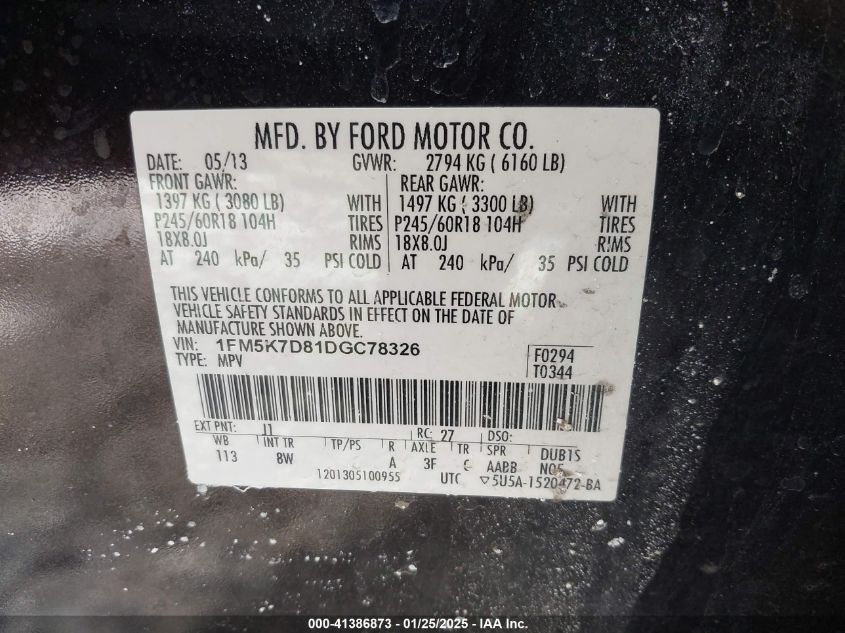 MFD. BY FORD MOTOR CO.
DATE: 05/13 GVWR: 2794 KG ( 6160 LB)
FRONT GAWR: REAR GAWR:
1397 KG ( 3080 LB) WITH 1497 KG ( 3300 LB) WITH
P245/60R18 104H TIRES P245/60R18 104H TIRES
18X8.0J RIMS 18X8.0J RIMS
AT 240 kPa/ 35 PSI COLD AT 240 kPa/ 35 PSI COLD
THIS VEHICLE CONFORMS TO ALL APPLICABLE FEDERAL MOTOR
VEHICLE SAFETY STANDARDS IN EFFECT ON THE DATE OF
MANUFACTURE SHOWN ABOVE.
VIN: 1FM5K7D81DGC78326 F0294
TYPE: MPV T0344
EXT PNT: J1 RC: 27 DSO:
WB INT TR TP/PS R AXLE TR SPR DUB1S
113 8W A 3F AABB
1201305100955 UTC ▽5U5A-1520472-BA
000-41386873 - 01/25/2025 - IAA Inc.